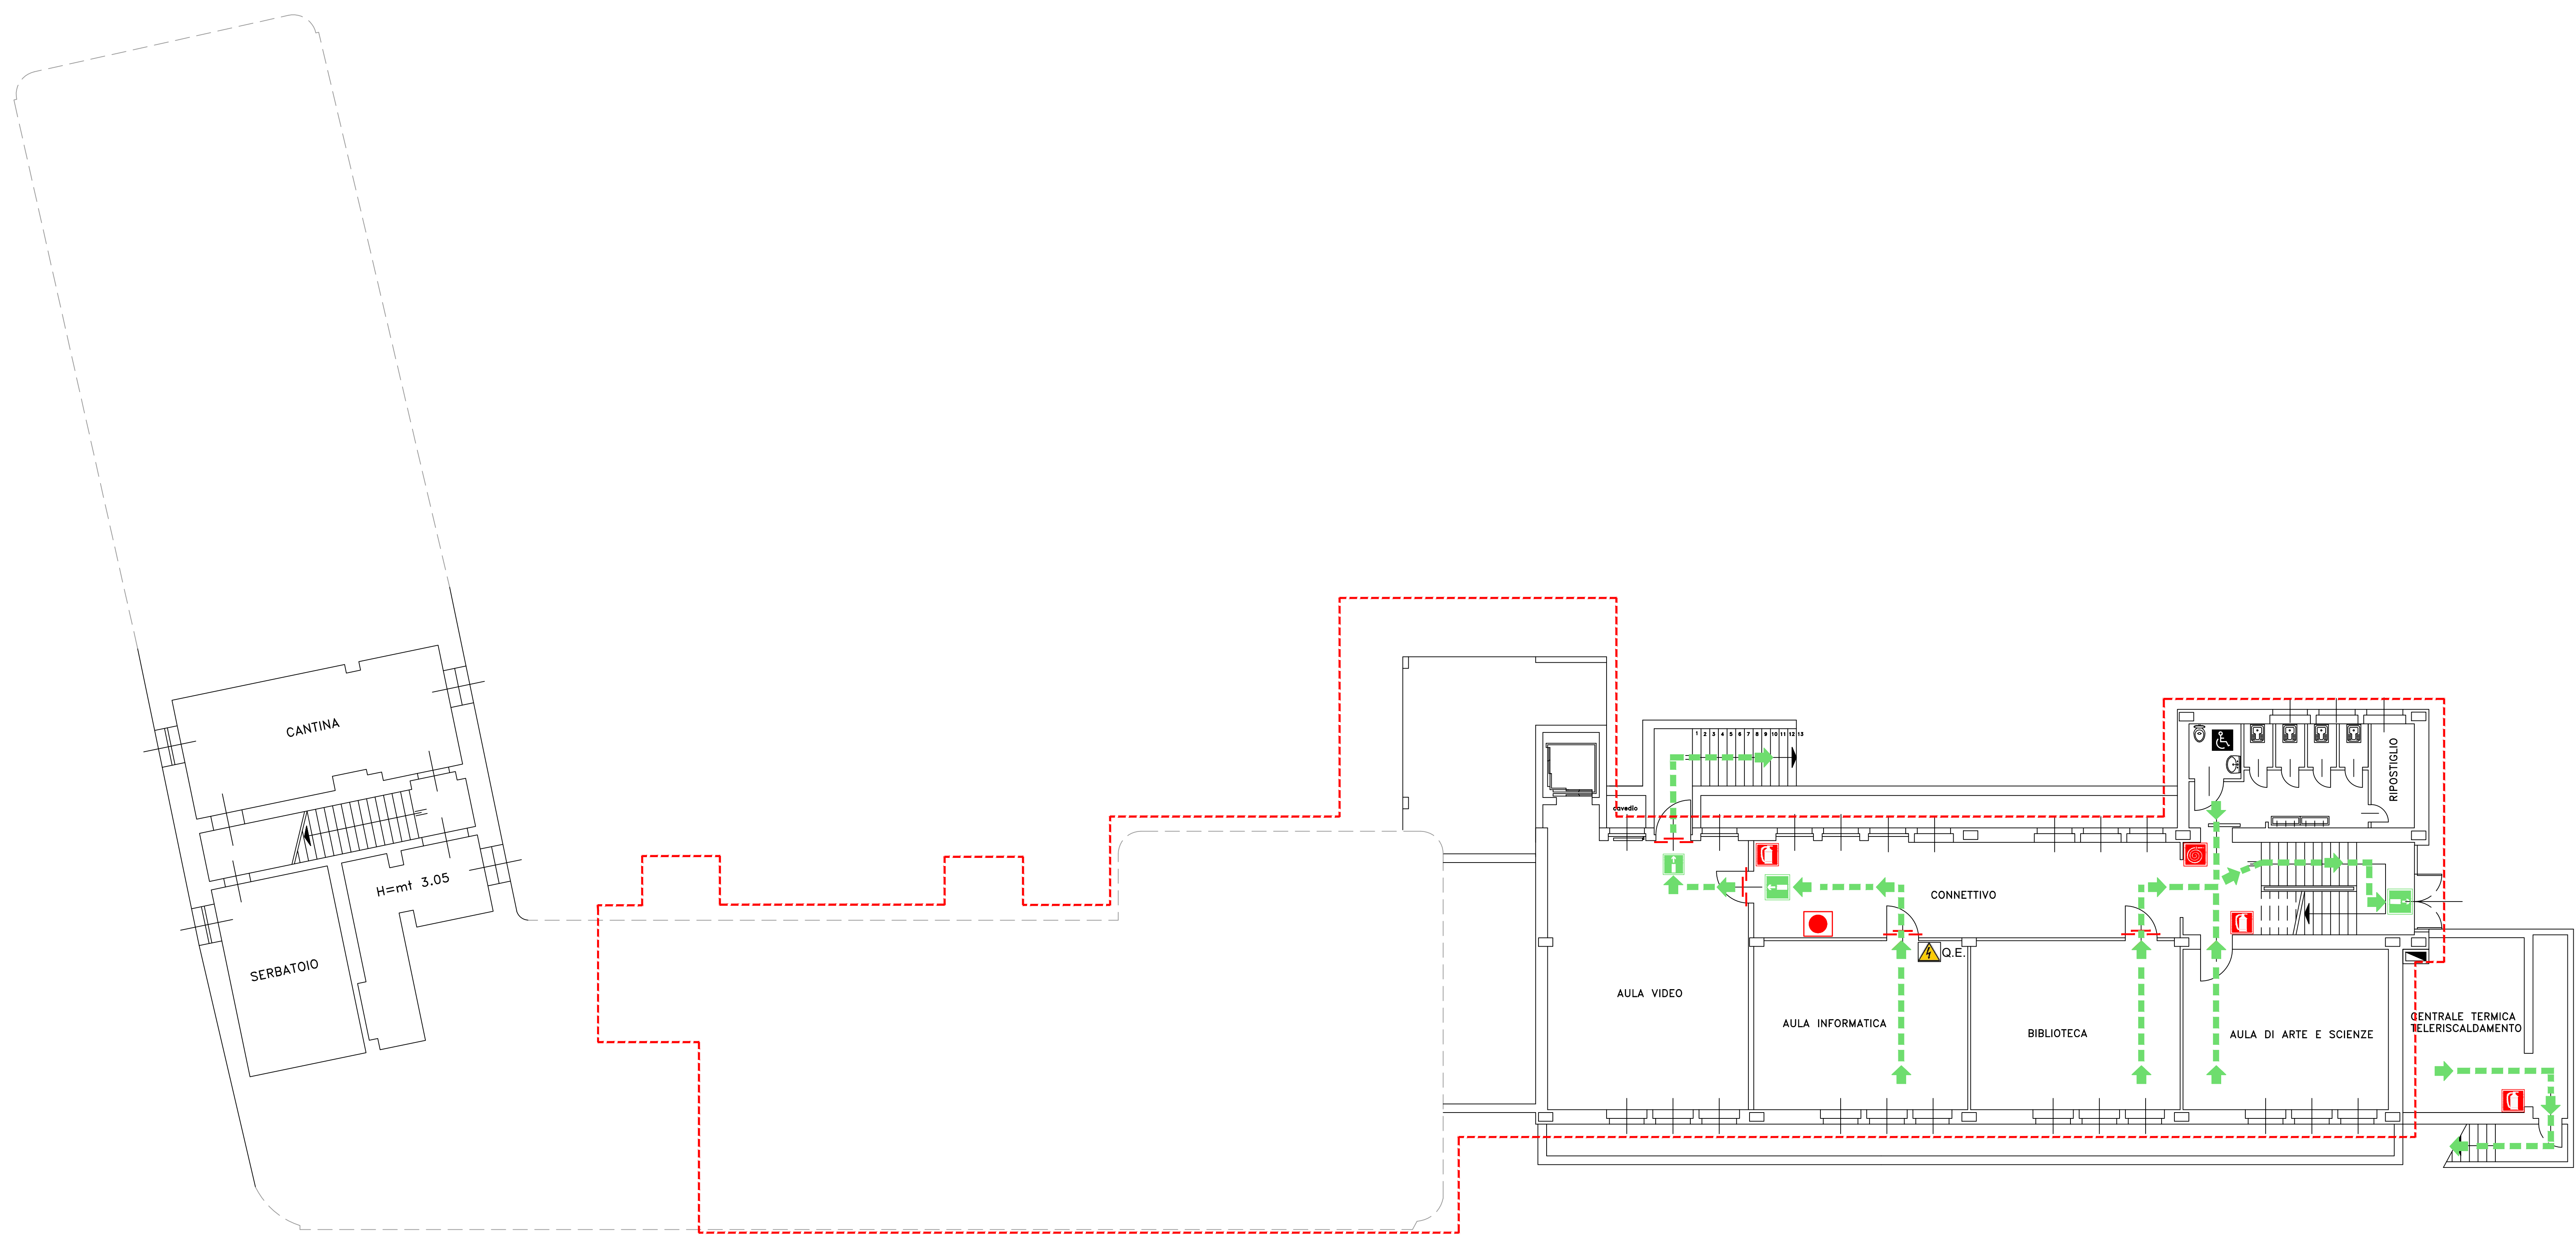 1 2 3 4 5 6 7 8 9 10 11 12 13
CANTINA
RIPOSTIGLIO
cavedio
H=mt 3.05
CONNETTIVO
Q.E.
SERBATOIO
AULA VIDEO
AULA INFORMATICA
BIBLIOTECA
AULA DI ARTE E SCIENZE
CENTRALE TERMICA
TELERISCALDAMENTO